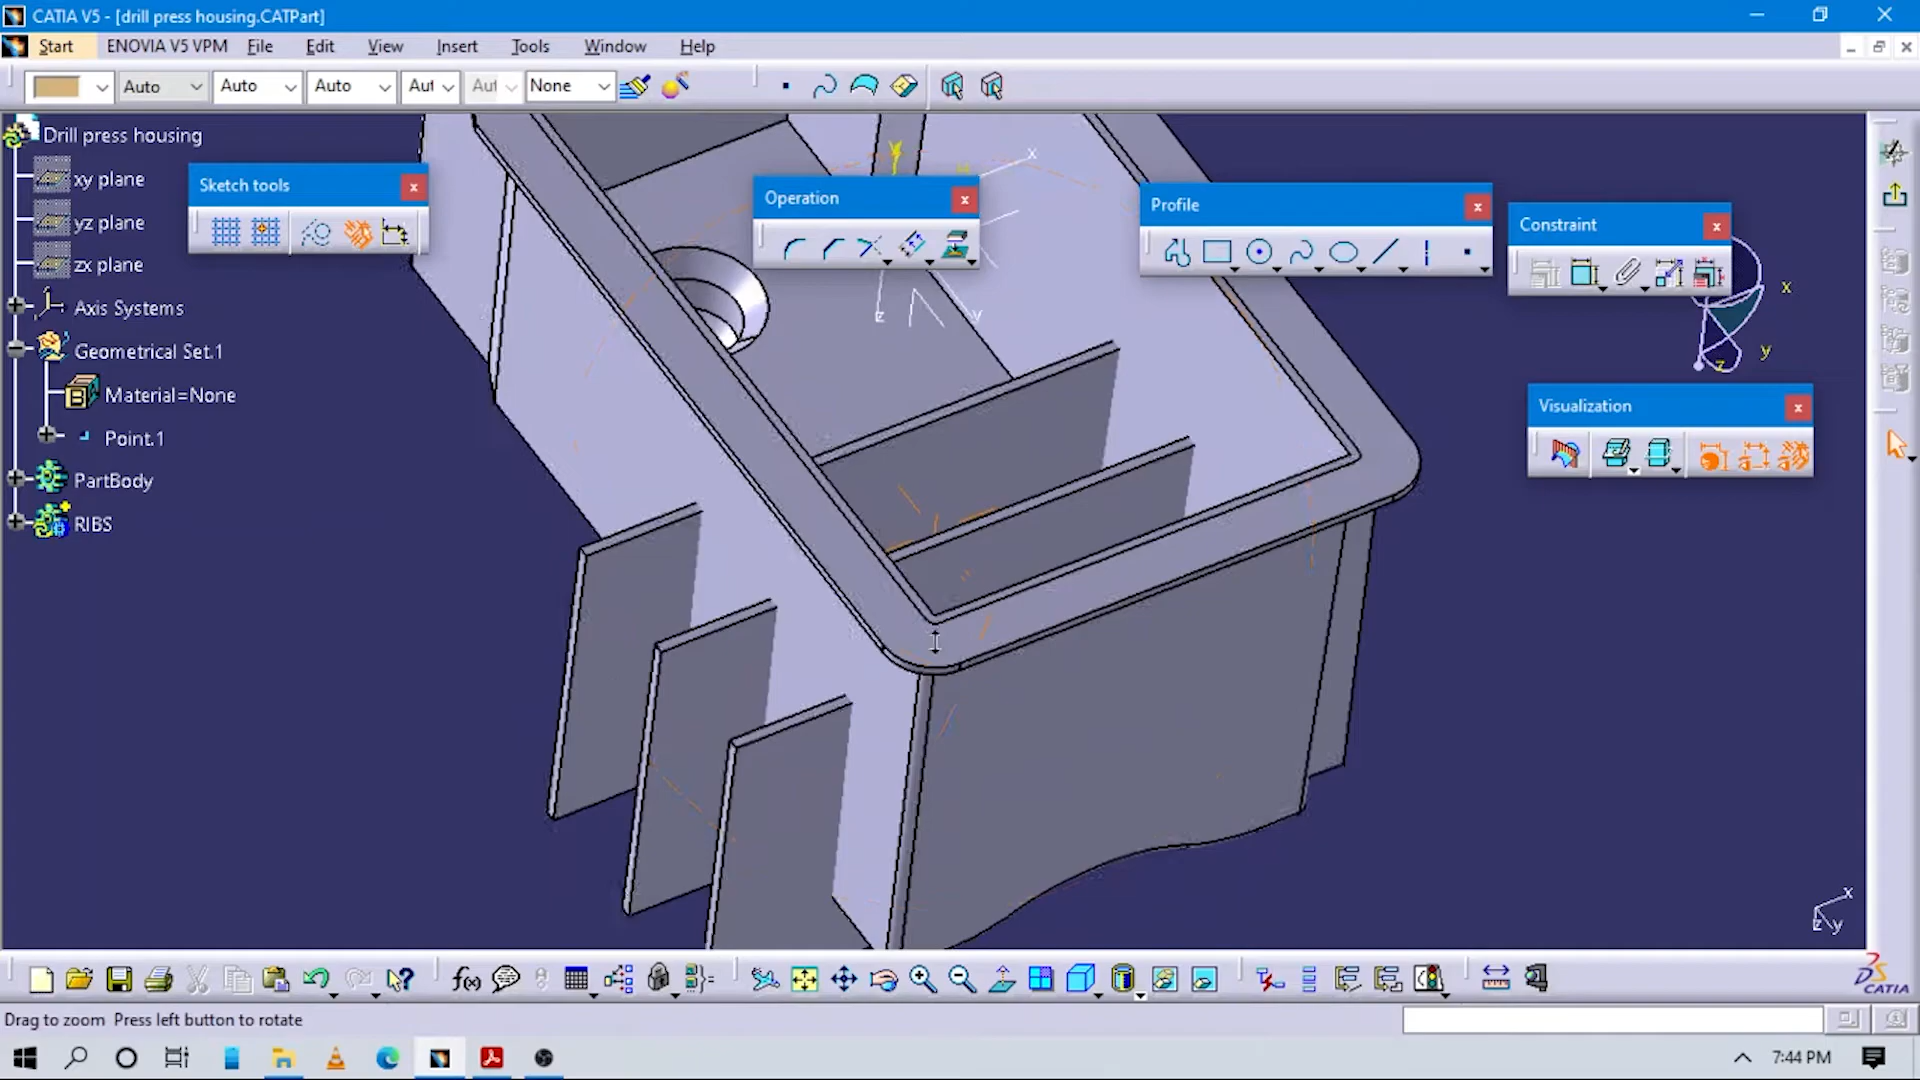 CATIA V5 - [drill press housing.CATPart]
Start ENOVIA V5 VPM File Edit View Insert Tools Window Help
Auto Auto Auto Aut Aut None
Drill press housing
xy plane
yz plane
zx plane
Axis Systems
Geometrical Set.1
Material=None
Point.1
PartBody
RIBS
Sketch tools
Operation
Profile
Constraint
Visualization
x
y
z
x
y
z
x
y
z
f(x)
CATIA
Drag to zoom Press left button to rotate
7:44 PM